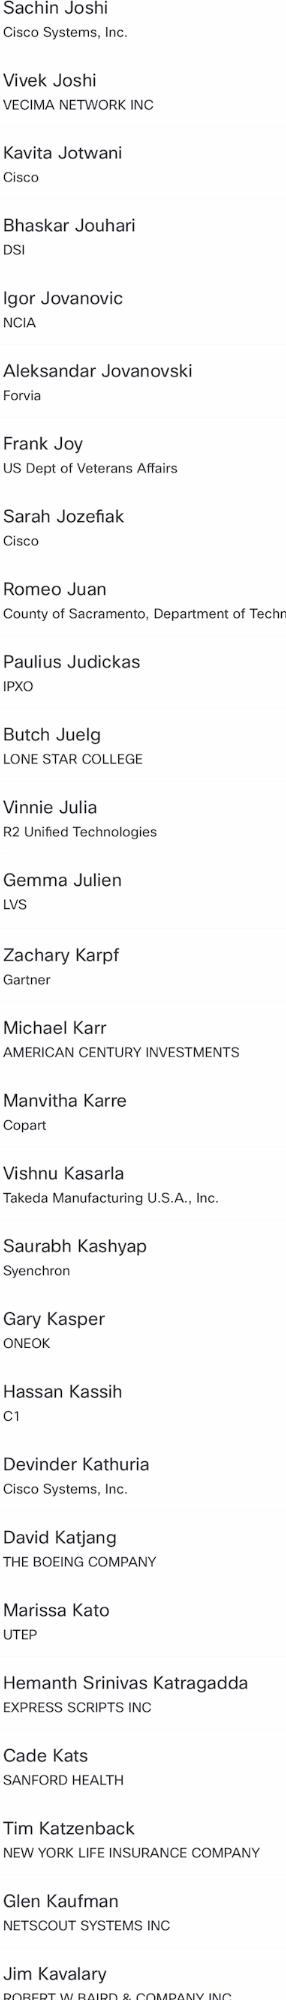 Sachin Joshi
Cisco Systems, Inc.
Vivek Joshi
VECIMA NETWORK INC
Kavita Jotwani
Cisco
Bhaskar Jouhari
DSI
Igor Jovanovic
NCIA
Aleksandar Jovanovski
Forvia
Frank Joy
US Dept of Veterans Affairs
Sarah Jozefiak
Cisco
Romeo Juan
County of Sacramento, Department of Techn
Paulius Judickas
IPXO
Butch Juelg
LONE STAR COLLEGE
Vinnie Julia
R2 Unified Technologies
Gemma Julien
LVS
Zachary Karpf
Gartner
Michael Karr
AMERICAN CENTURY INVESTMENTS
Manvitha Karre
Copart
Vishnu Kasarla
Takeda Manufacturing U.S.A., Inc.
Saurabh Kashyap
Syenchron
Gary Kasper
ONEOK
Hassan Kassih
C1
Devinder Kathuria
Cisco Systems, Inc.
David Katjang
THE BOEING COMPANY
Marissa Kato
UTEP
Hemanth Srinivas Katragadda
EXPRESS SCRIPTS INC
Cade Kats
SANFORD HEALTH
Tim Katzenback
NEW YORK LIFE INSURANCE COMPANY
Glen Kaufman
NETSCOUT SYSTEMS INC
Jim Kavalary
ROBERT W BAIRD & COMPANY INC